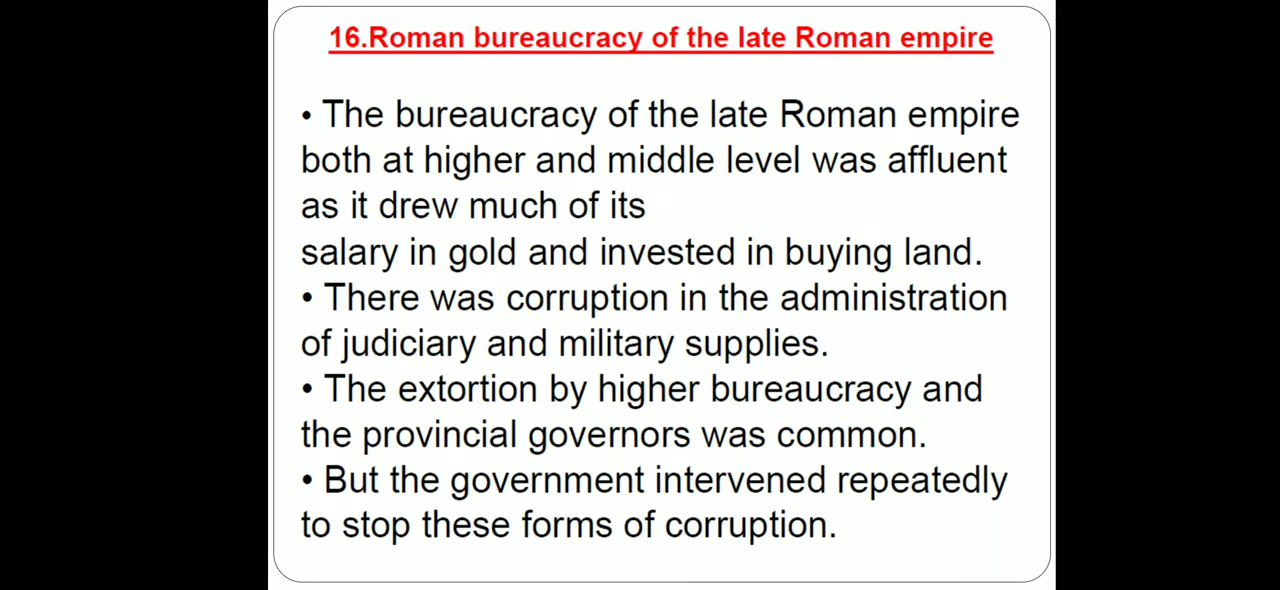 16.Roman bureaucracy of the late Roman empire
• The bureaucracy of the late Roman empire
both at higher and middle level was affluent
as it drew much of its
salary in gold and invested in buying land.
• There was corruption in the administration
of judiciary and military supplies.
• The extortion by higher bureaucracy and
the provincial governors was common.
• But the government intervened repeatedly
to stop these forms of corruption.